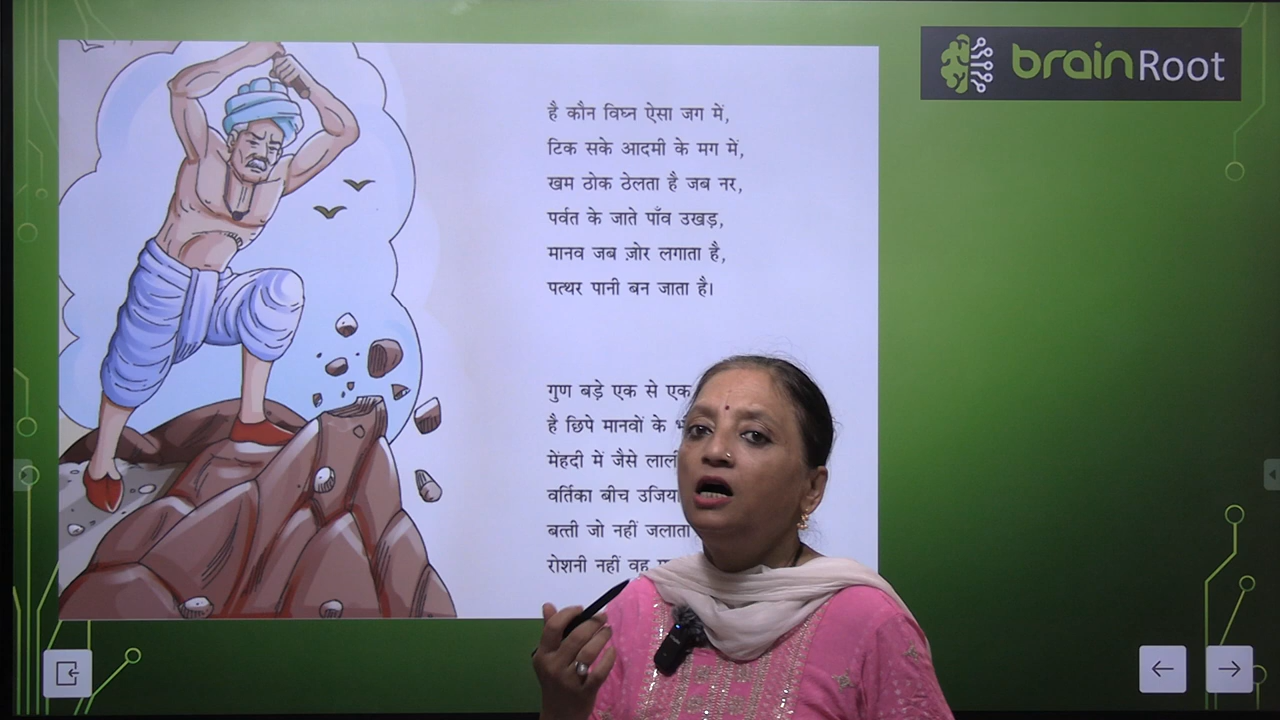 brainRoot
है कौन विघ्न ऐसा जग में,
टिक सके आदमी के मग में,
खम ठोक ठेलता है जब नर,
पर्वत के जाते पाँव उखड़,
मानव जब ज़ोर लगाता है,
पत्थर पानी बन जाता है।
गुण बड़े एक से एक
है छिपे मानवों के
मेंहदी में जैसे
वर्तिका बीच
बत्ती जो नहीं जलाता
रोशनी नहीं वह